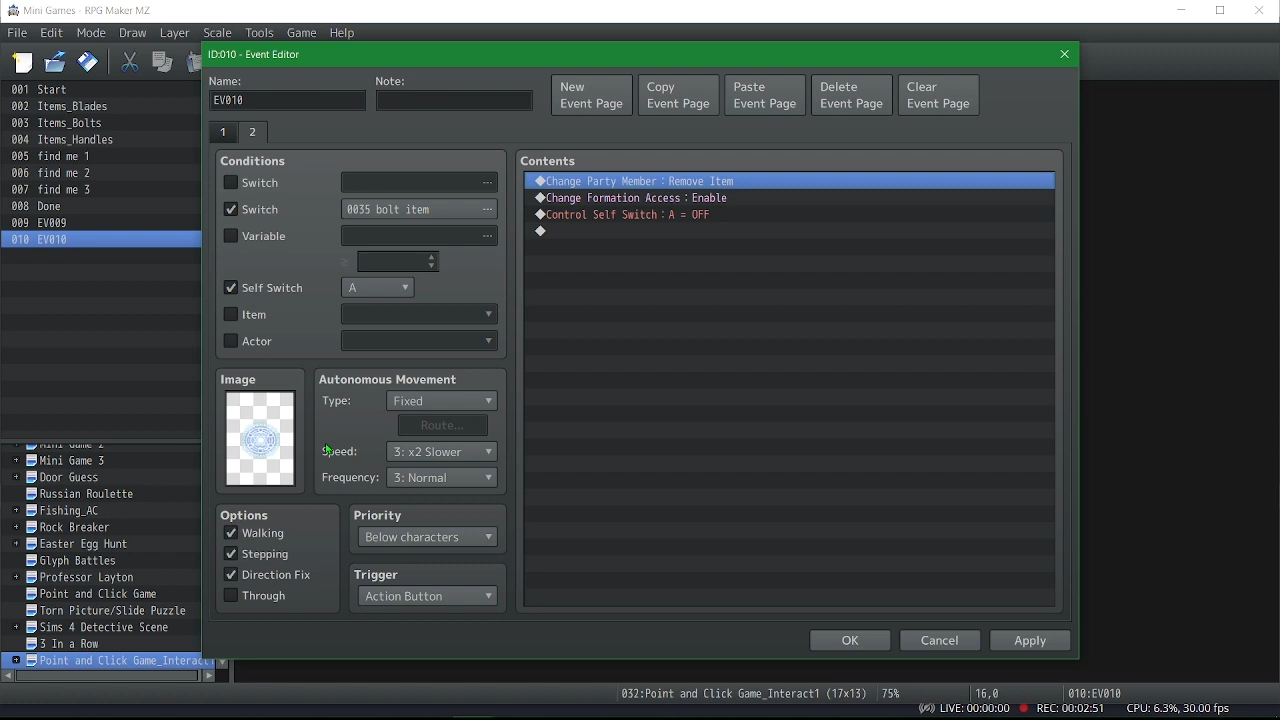 Mini Games - RPG Maker MZ
File Edit Mode Draw Layer Scale Tools Game Help
ID:010 - Event Editor
Name:
Note:
EV010
New Event Page
Copy Event Page
Paste Event Page
Delete Event Page
Clear Event Page
001 Start
002 Items_Blades
003 Items_Bolts
004 Items_Handles
005 find me 1
006 find me 2
007 find me 3
008 Done
009 EV009
010 EV010
1 2
Conditions
Switch ...
Switch 0035 bolt item ...
Variable ...
≥
Self Switch A
Item
Actor
Contents
◆Change Party Member : Remove Item
◆Change Formation Access : Enable
◆Control Self Switch : A = OFF
◆
Image
Autonomous Movement
Type: Fixed
Route...
Speed: 3: x2 Slower
Frequency: 3: Normal
Options
Walking
Stepping
Direction Fix
Through
Priority
Below characters
Trigger
Action Button
OK Cancel Apply
Mini Game 2
Mini Game 3
Door Guess
Russian Roulette
Fishing_AC
Rock Breaker
Easter Egg Hunt
Glyph Battles
Professor Layton
Point and Click Game
Torn Picture/Slide Puzzle
Sims 4 Detective Scene
3 In a Row
Point and Click Game_Interact1
032:Point and Click Game_Interact1 (17x13) 75% 16,0 010:EV010
LIVE: 00:00:00 REC: 00:02:51 CPU: 6.3%, 30.00 fps